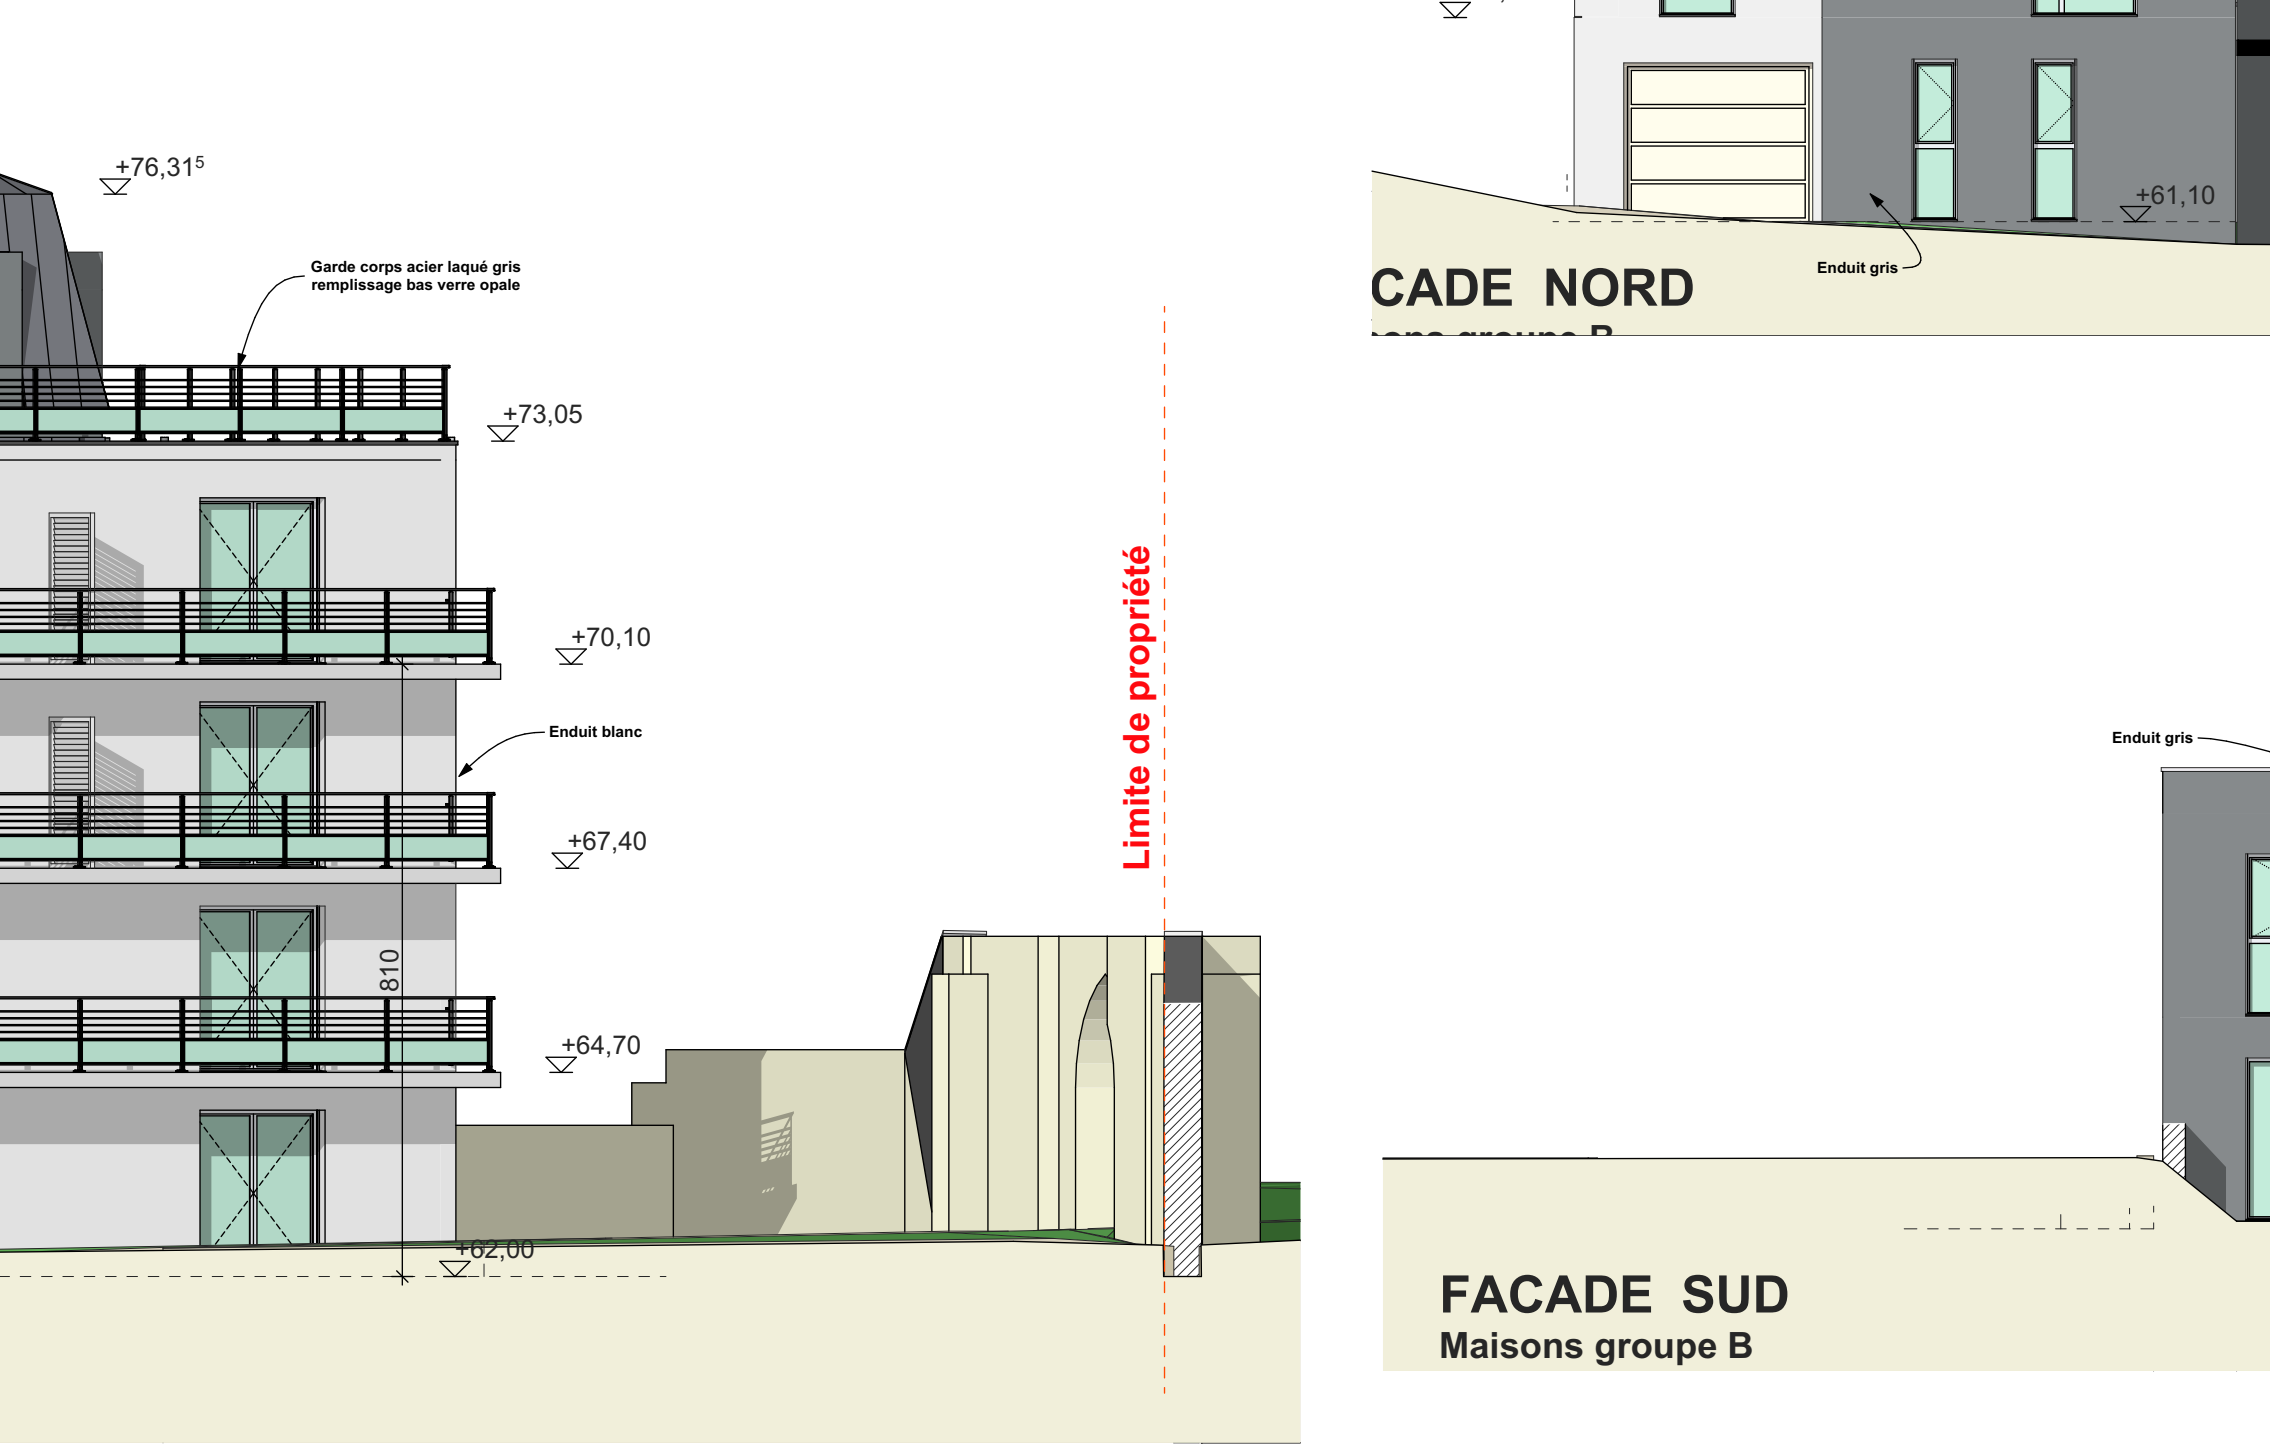 +76,31⁵
Garde corps acier laqué gris
remplissage bas verre opale
+73,05
+70,10
Enduit blanc
+67,40
810
+64,70
+62,00
Limite de propriété
+61,10
Enduit gris
CADE NORD
groupe B
Enduit gris
FACADE SUD
Maisons groupe B